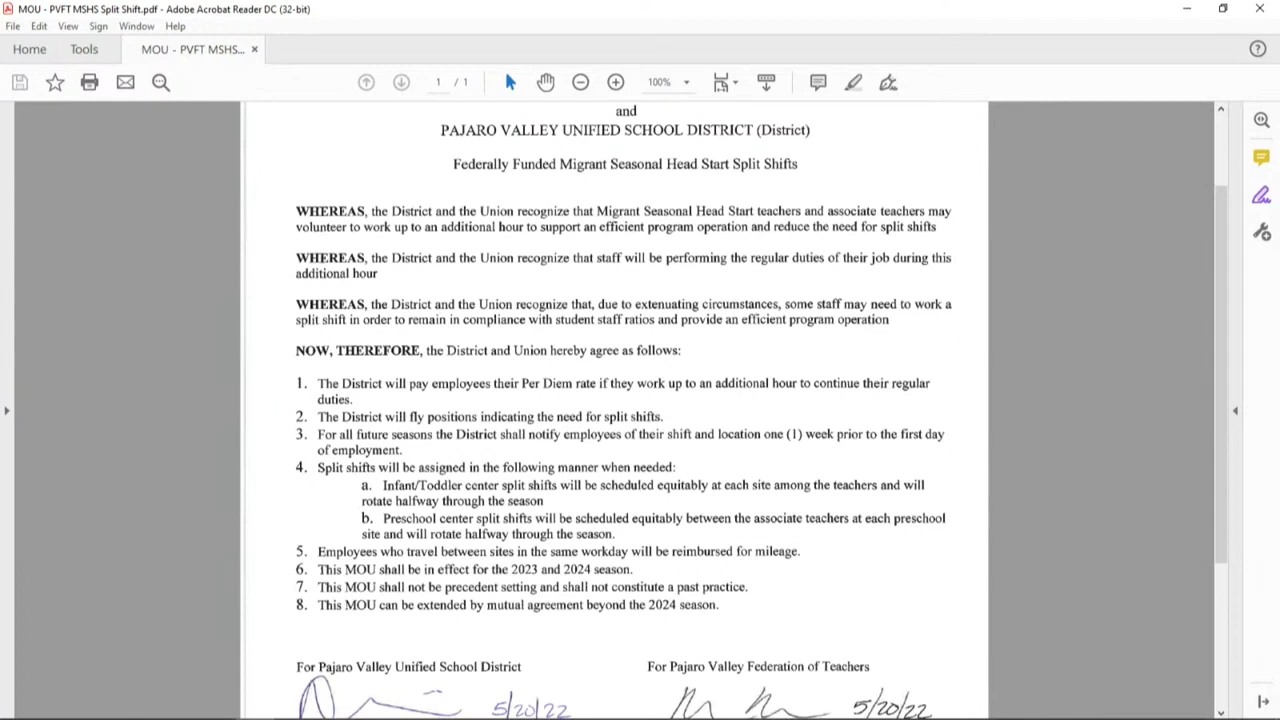 MOU - PVFT MSHS Split Shift.pdf - Adobe Acrobat Reader DC (32-bit)
File Edit View Sign Window Help
Home Tools MOU - PVFT MSHS... ×
1 / 1 100%
and
PAJARO VALLEY UNIFIED SCHOOL DISTRICT (District)
Federally Funded Migrant Seasonal Head Start Split Shifts
WHEREAS, the District and the Union recognize that Migrant Seasonal Head Start teachers and associate teachers may
volunteer to work up to an additional hour to support an efficient program operation and reduce the need for split shifts
WHEREAS, the District and the Union recognize that staff will be performing the regular duties of their job during this
additional hour
WHEREAS, the District and the Union recognize that, due to extenuating circumstances, some staff may need to work a
split shift in order to remain in compliance with student staff ratios and provide an efficient program operation
NOW, THEREFORE, the District and Union hereby agree as follows:
1. The District will pay employees their Per Diem rate if they work up to an additional hour to continue their regular
duties.
2. The District will fly positions indicating the need for split shifts.
3. For all future seasons the District shall notify employees of their shift and location one (1) week prior to the first day
of employment.
4. Split shifts will be assigned in the following manner when needed:
a. Infant/Toddler center split shifts will be scheduled equitably at each site among the teachers and will
rotate halfway through the season
b. Preschool center split shifts will be scheduled equitably between the associate teachers at each preschool
site and will rotate halfway through the season.
5. Employees who travel between sites in the same workday will be reimbursed for mileage.
6. This MOU shall be in effect for the 2023 and 2024 season.
7. This MOU shall not be precedent setting and shall not constitute a past practice.
8. This MOU can be extended by mutual agreement beyond the 2024 season.
For Pajaro Valley Unified School District For Pajaro Valley Federation of Teachers
5/20/22 5/20/22